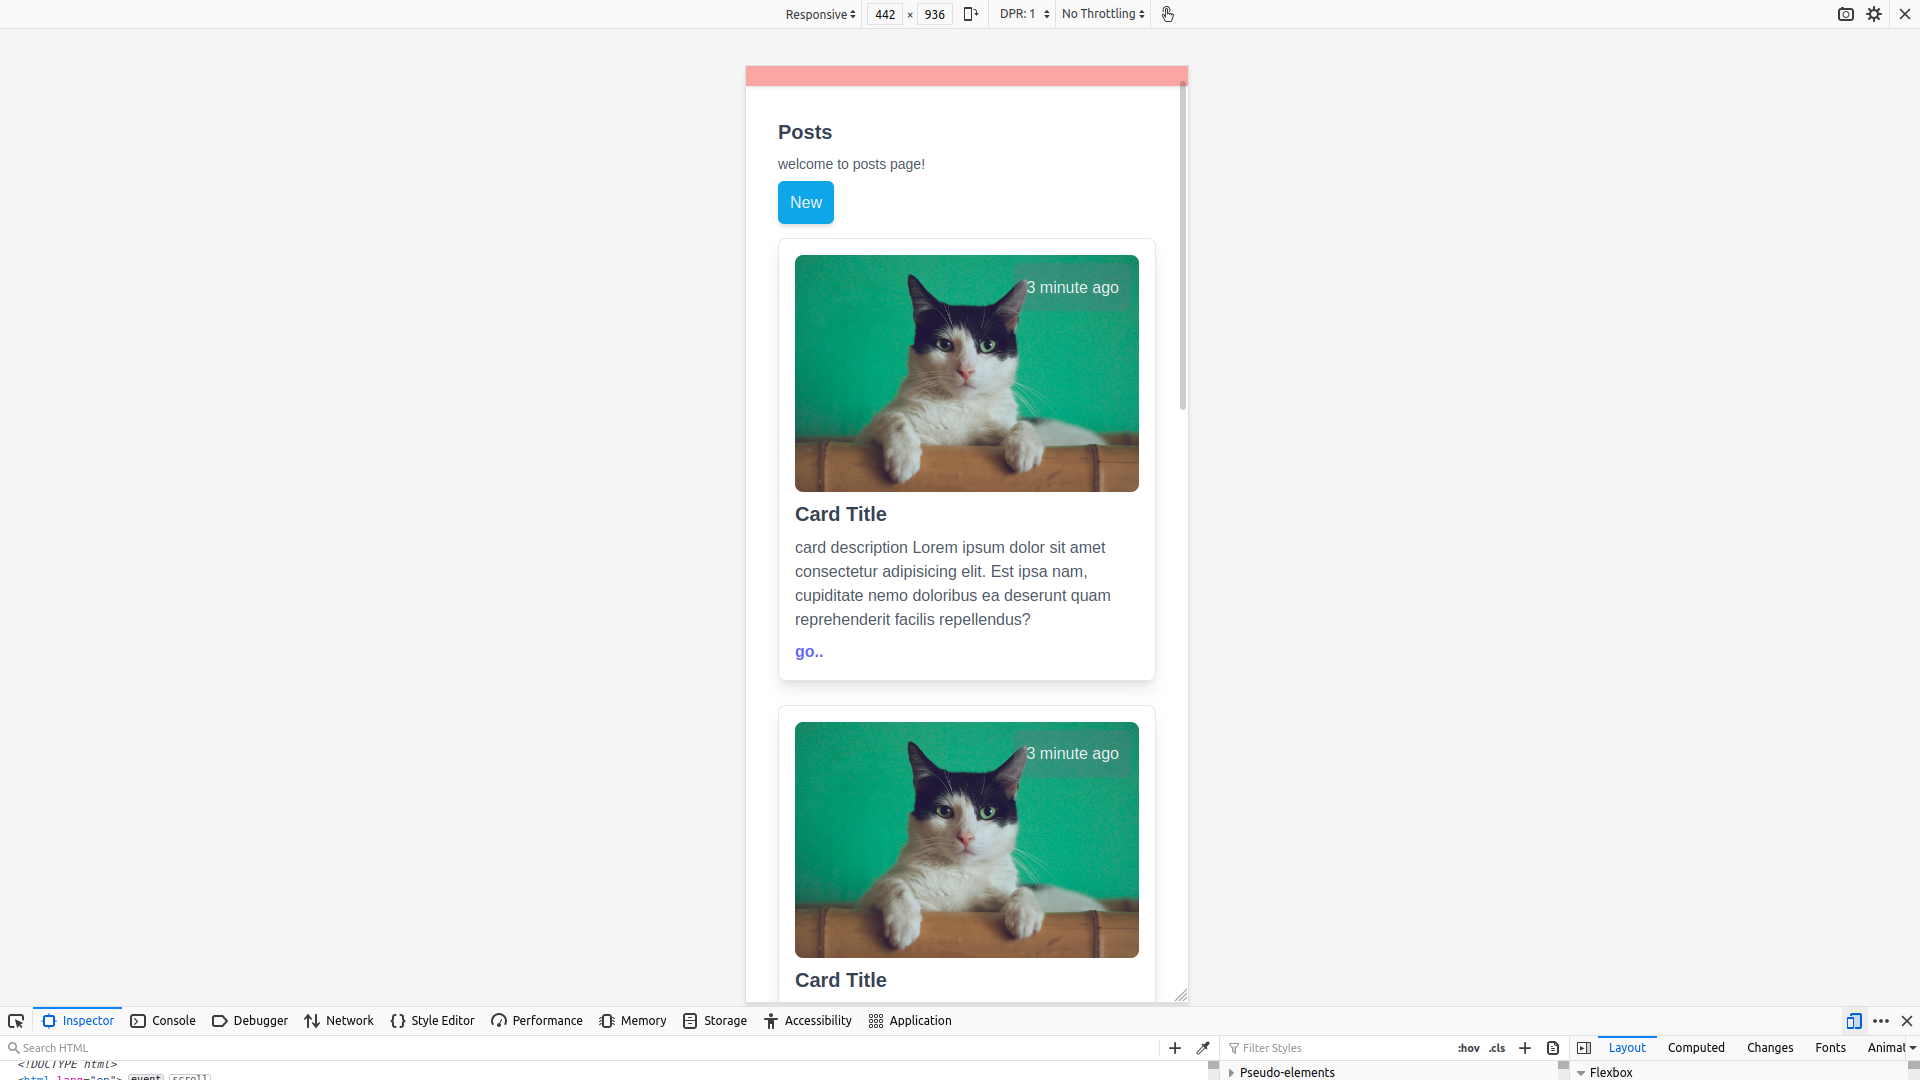 Responsive 442 × 936 DPR: 1 No Throttling
Posts
welcome to posts page!
New
3 minute ago
Card Title
card description Lorem ipsum dolor sit amet
consectetur adipisicing elit. Est ipsa nam,
cupiditate nemo doloribus ea deserunt quam
reprehenderit facilis repellendus?
go..
3 minute ago
Card Title
Inspector Console Debugger Network Style Editor Performance Memory Storage Accessibility Application
Search HTML Filter Styles :hov .cls Layout Computed Changes Fonts Animat
<!DOCTYPE html>
<html lang="en"> event scroll
Pseudo-elements Flexbox